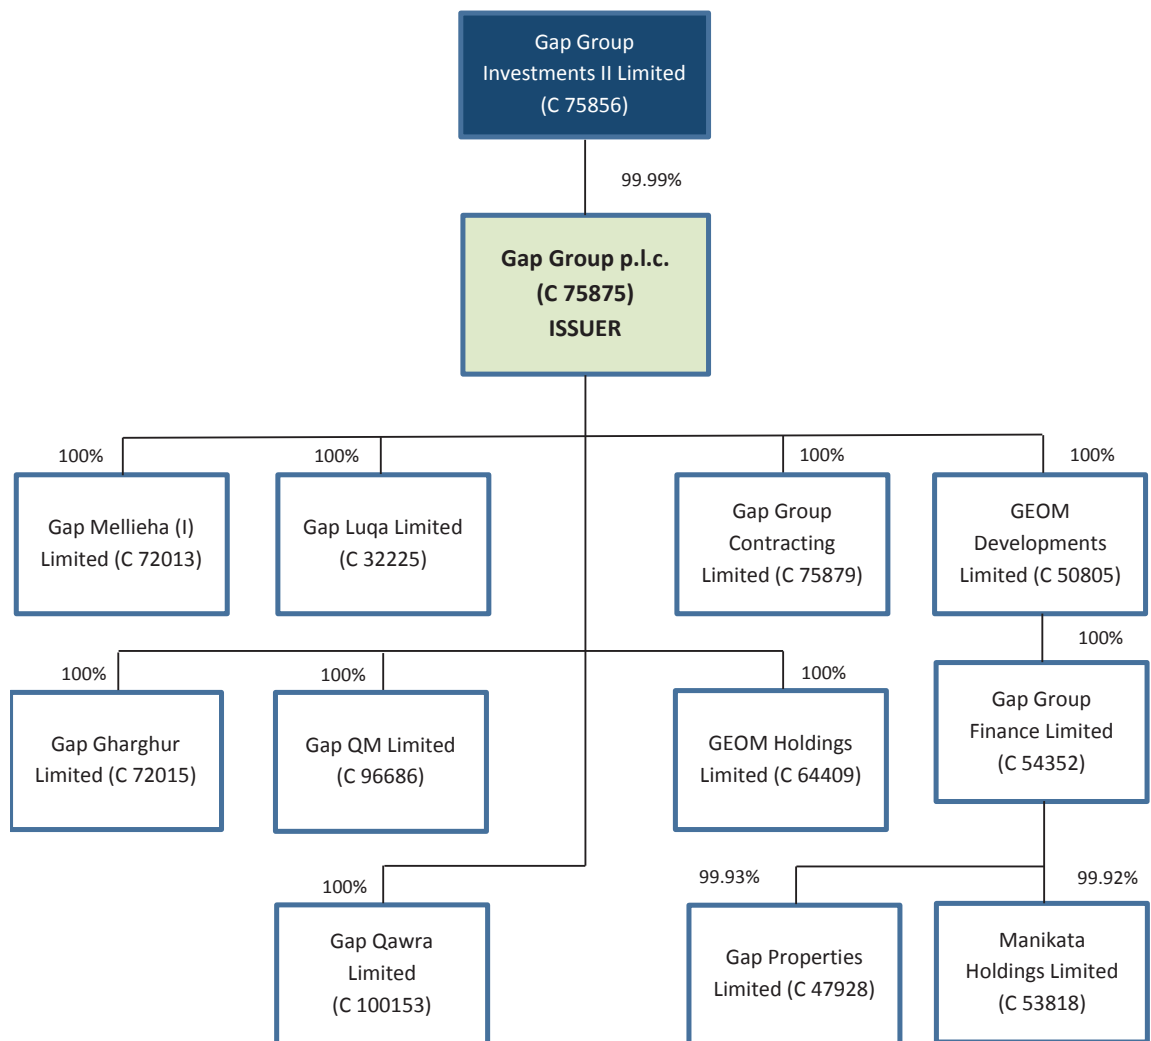 Gap Group
Investments II Limited
(C 75856)
99.99%
Gap Group p.l.c.
(C 75875)
ISSUER
100%
100%
100%
100%
Gap Mellieha (I)
Limited (C 72013)
Gap Luqa Limited
(C 32225)
Gap Group
Contracting
Limited (C 75879)
GEOM
Developments
Limited (C 50805)
100%
100%
100%
100%
Gap Gharghur
Limited (C 72015)
Gap QM Limited
(C 96686)
GEOM Holdings
Limited (C 64409)
Gap Group
Finance Limited
(C 54352)
100%
99.93%
99.92%
Gap Qawra
Limited
(C 100153)
Gap Properties
Limited (C 47928)
Manikata
Holdings Limited
(C 53818)